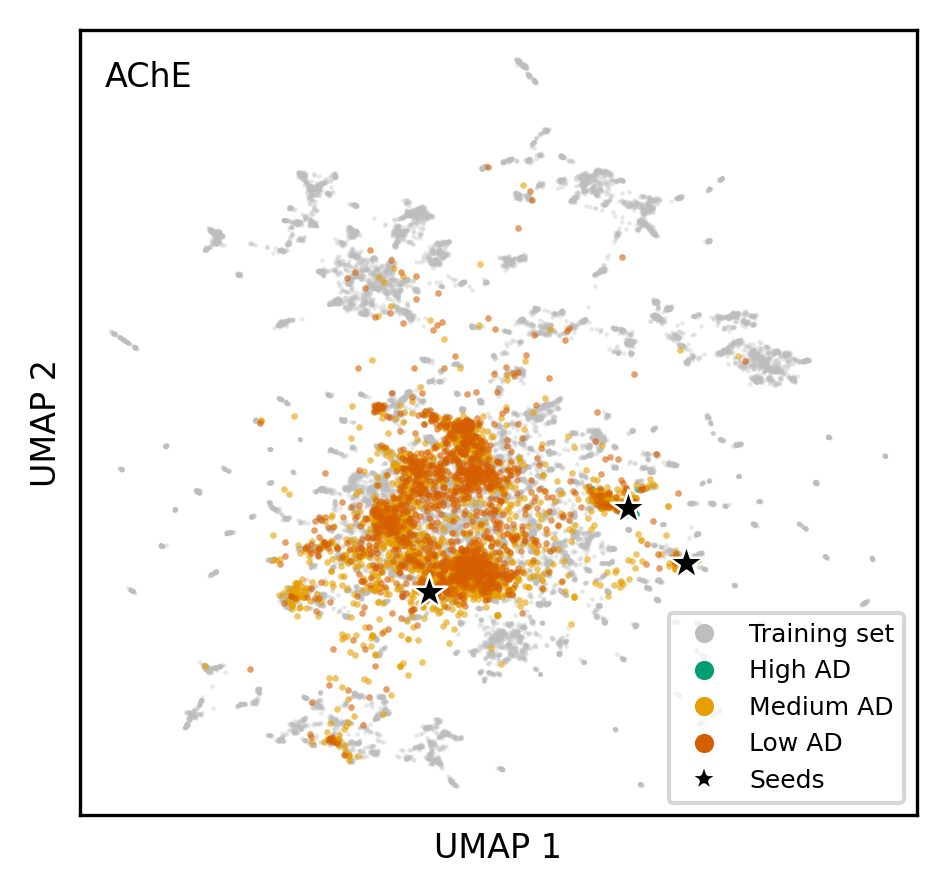 AChE
UMAP 2
Training set
High AD
Medium AD
Low AD
Seeds
UMAP 1